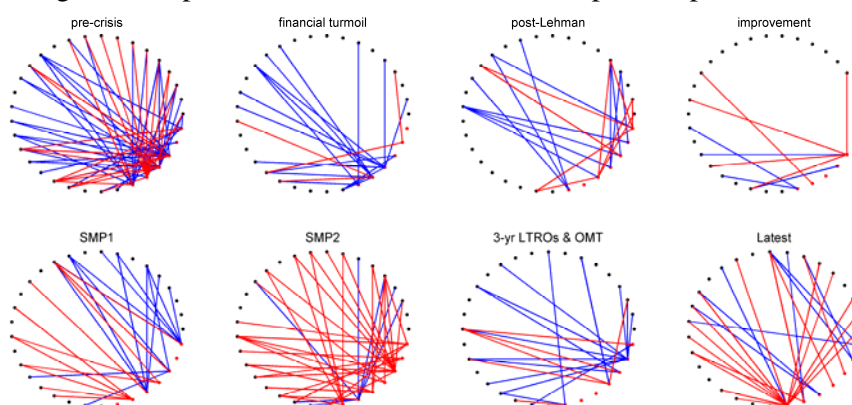 pre-crisis
financial turmoil
post-Lehman
improvement
SMP1
SMP2
3-yr LTROs & OMT
Latest